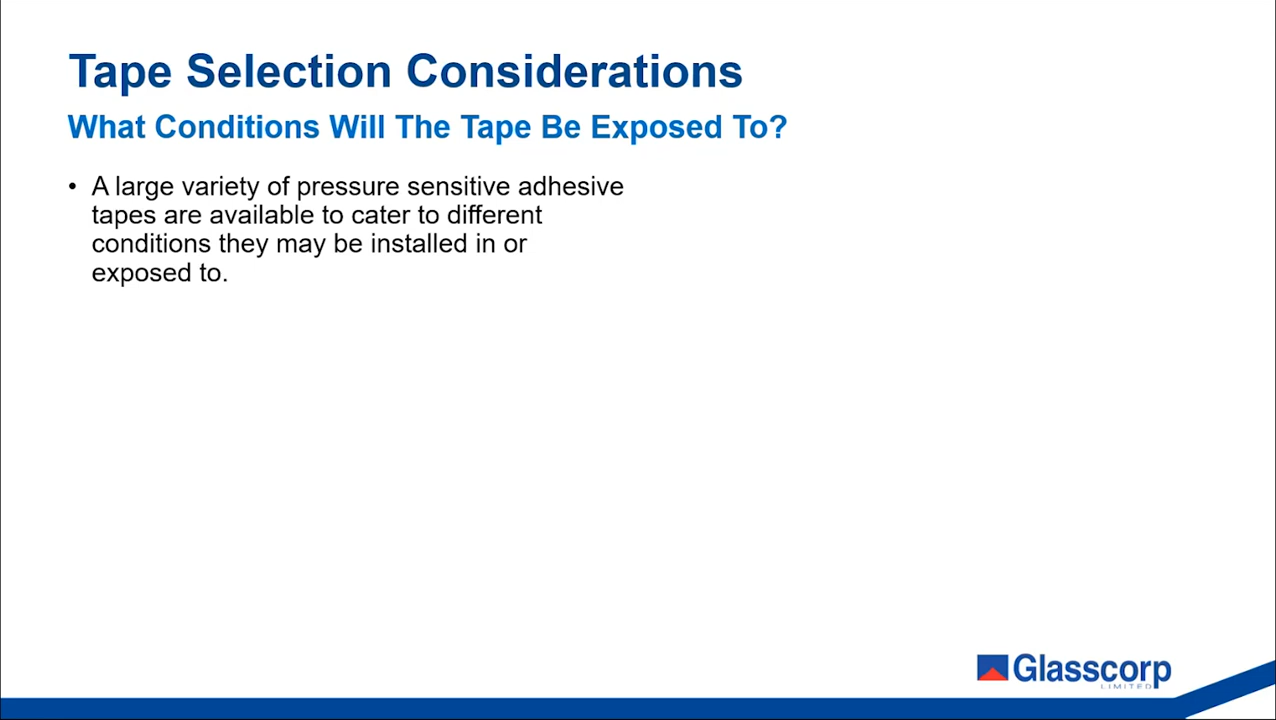 Tape Selection Considerations
What Conditions Will The Tape Be Exposed To?
• A large variety of pressure sensitive adhesive
tapes are available to cater to different
conditions they may be installed in or
exposed to.
Glasscorp
LIMITED